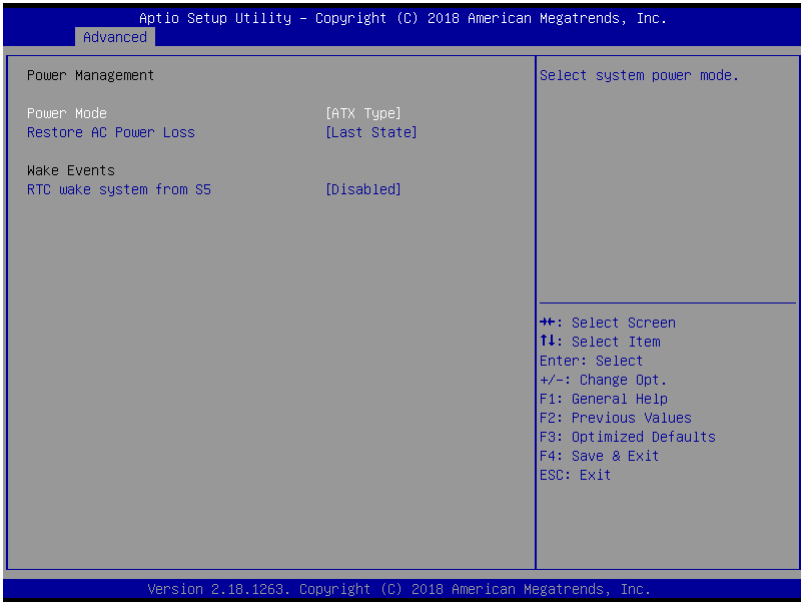 Aptio Setup Utility – Copyright (C) 2018 American Megatrends, Inc.
Advanced
Power Management
Power Mode [ATX Type]
Restore AC Power Loss [Last State]
Wake Events
RTC wake system from S5 [Disabled]
Select system power mode.
→←: Select Screen
↑↓: Select Item
Enter: Select
+/-: Change Opt.
F1: General Help
F2: Previous Values
F3: Optimized Defaults
F4: Save & Exit
ESC: Exit
Version 2.18.1263. Copyright (C) 2018 American Megatrends, Inc.